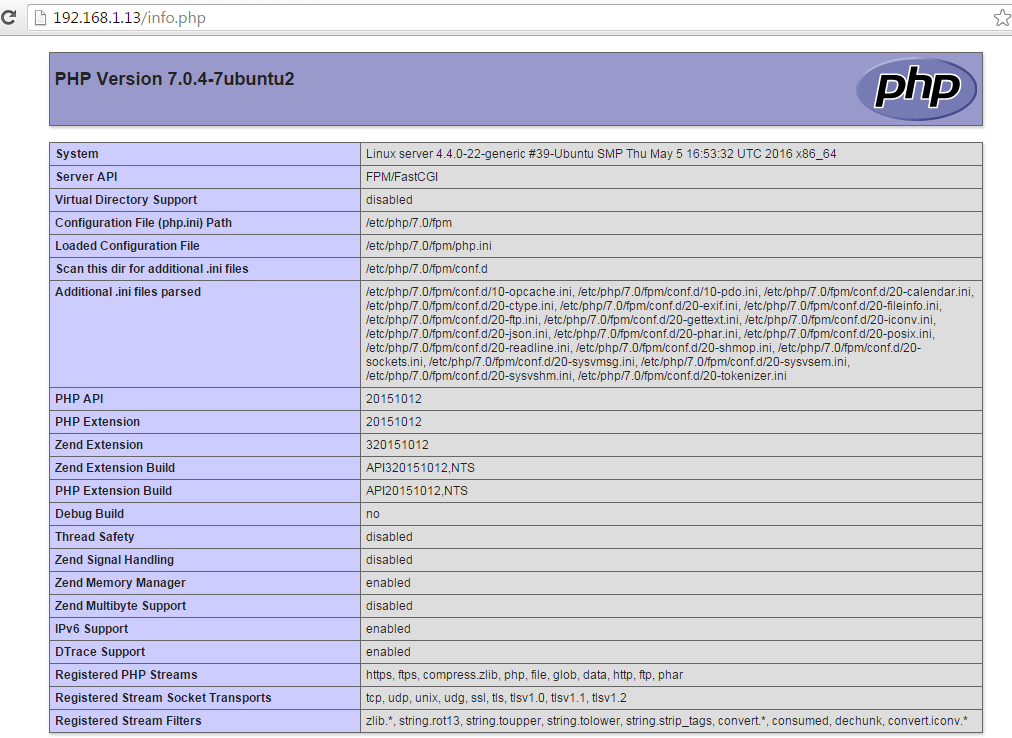 192.168.1.13/info.php
PHP Version 7.0.4-7ubuntu2
php
System Linux server 4.4.0-22-generic #39-Ubuntu SMP Thu May 5 16:53:32 UTC 2016 x86_64
Server API FPM/FastCGI
Virtual Directory Support disabled
Configuration File (php.ini) Path /etc/php/7.0/fpm
Loaded Configuration File /etc/php/7.0/fpm/php.ini
Scan this dir for additional .ini files /etc/php/7.0/fpm/conf.d
Additional .ini files parsed /etc/php/7.0/fpm/conf.d/10-opcache.ini, /etc/php/7.0/fpm/conf.d/10-pdo.ini, /etc/php/7.0/fpm/conf.d/20-calendar.ini,
/etc/php/7.0/fpm/conf.d/20-ctype.ini, /etc/php/7.0/fpm/conf.d/20-exif.ini, /etc/php/7.0/fpm/conf.d/20-fileinfo.ini,
/etc/php/7.0/fpm/conf.d/20-ftp.ini, /etc/php/7.0/fpm/conf.d/20-gettext.ini, /etc/php/7.0/fpm/conf.d/20-iconv.ini,
/etc/php/7.0/fpm/conf.d/20-json.ini, /etc/php/7.0/fpm/conf.d/20-phar.ini, /etc/php/7.0/fpm/conf.d/20-posix.ini,
/etc/php/7.0/fpm/conf.d/20-readline.ini, /etc/php/7.0/fpm/conf.d/20-shmop.ini, /etc/php/7.0/fpm/conf.d/20-
sockets.ini, /etc/php/7.0/fpm/conf.d/20-sysvmsg.ini, /etc/php/7.0/fpm/conf.d/20-sysvsem.ini,
/etc/php/7.0/fpm/conf.d/20-sysvshm.ini, /etc/php/7.0/fpm/conf.d/20-tokenizer.ini
PHP API 20151012
PHP Extension 20151012
Zend Extension 320151012
Zend Extension Build API320151012,NTS
PHP Extension Build API20151012,NTS
Debug Build no
Thread Safety disabled
Zend Signal Handling disabled
Zend Memory Manager enabled
Zend Multibyte Support disabled
IPv6 Support enabled
DTrace Support enabled
Registered PHP Streams https, ftps, compress.zlib, php, file, glob, data, http, ftp, phar
Registered Stream Socket Transports tcp, udp, unix, udg, ssl, tls, tlsv1.0, tlsv1.1, tlsv1.2
Registered Stream Filters zlib.*, string.rot13, string.toupper, string.tolower, string.strip_tags, convert.*, consumed, dechunk, convert.iconv.*